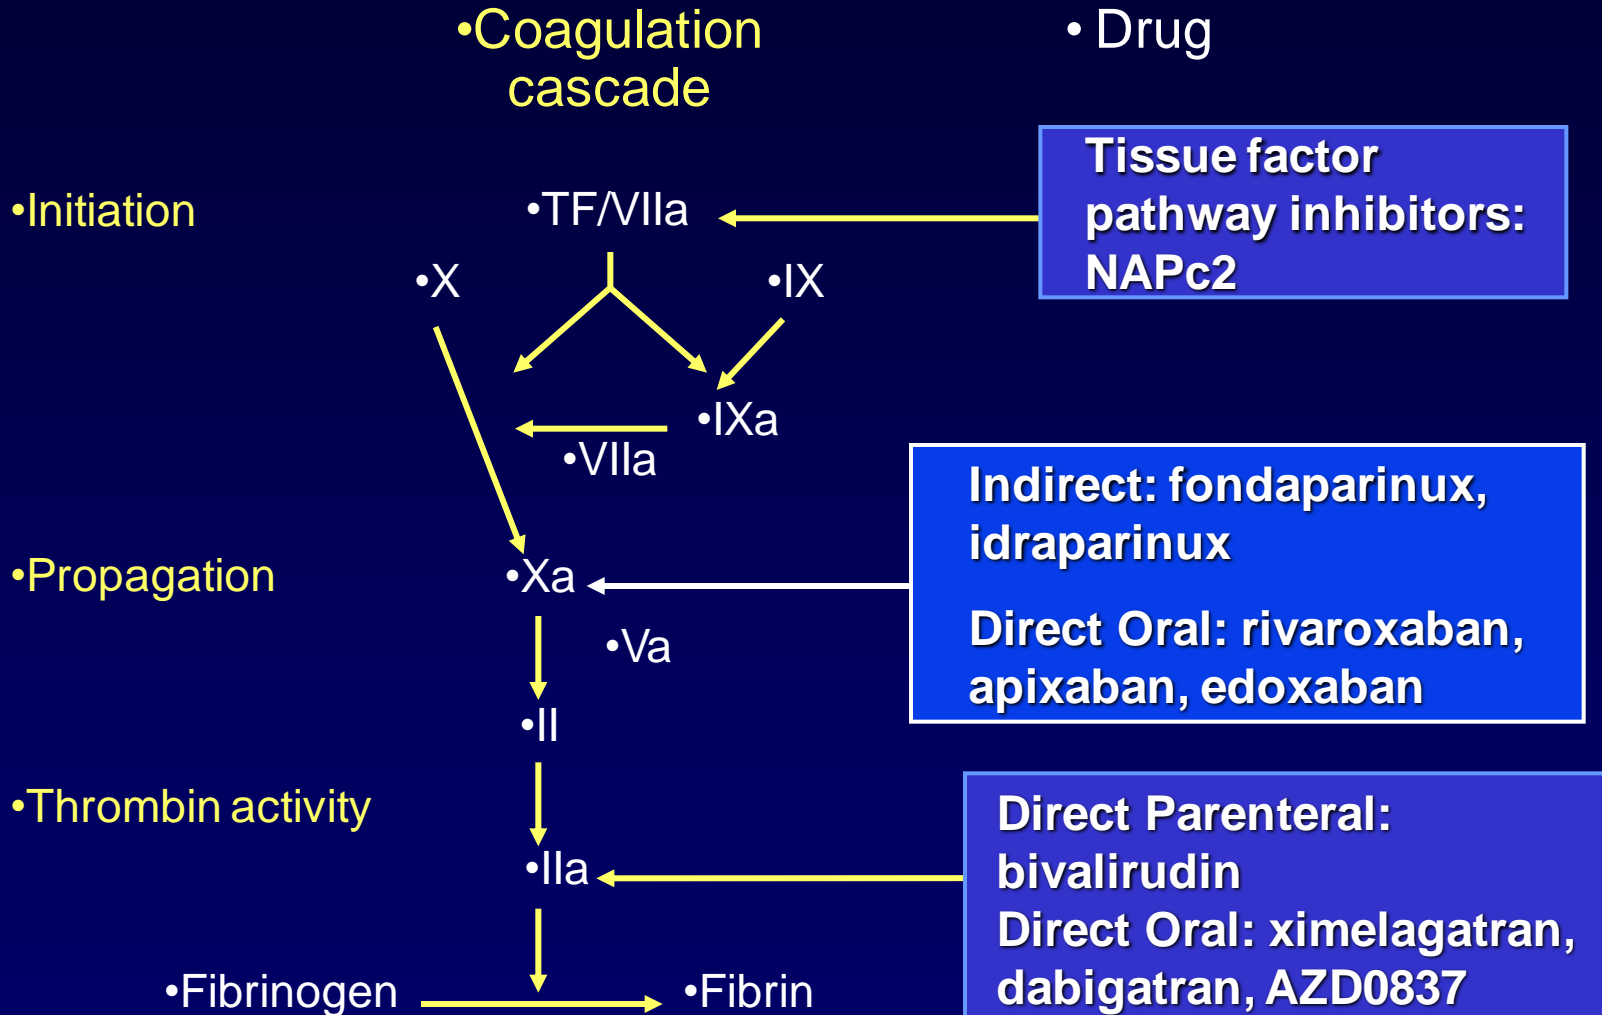 •Coagulation
cascade
• Drug
Tissue factor
pathway inhibitors:
NAPc2
•Initiation
•TF/VIIa
•X
•IX
•IXa
•VIIa
Indirect: fondaparinux,
idraparinux
Direct Oral: rivaroxaban,
apixaban, edoxaban
•Propagation
•Xa
•Va
•II
•Thrombin activity
Direct Parenteral:
bivalirudin
Direct Oral: ximelagatran,
dabigatran, AZD0837
•IIa
•Fibrinogen
•Fibrin